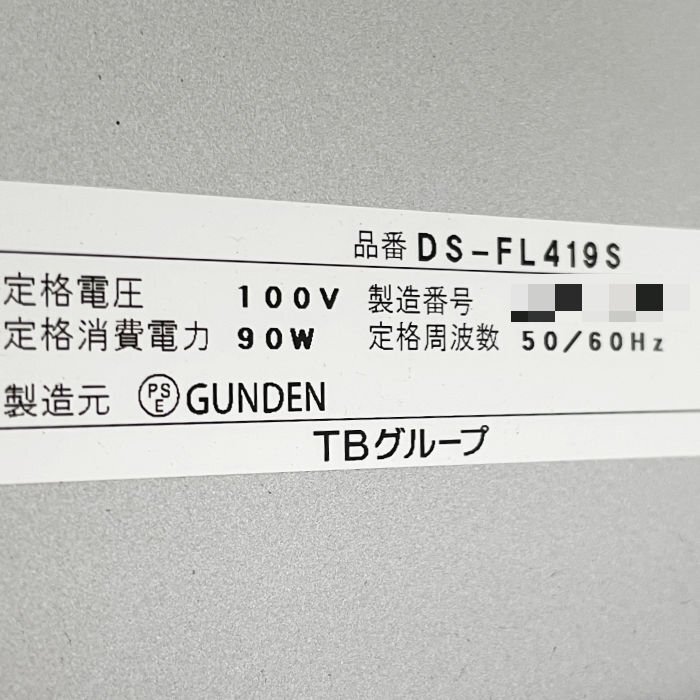 品番 DS-FL419S
定格電圧 100V 製造番号
定格消費電力 90W 定格周波数 50/60Hz
製造元 PSE GUNDEN
TBグループ